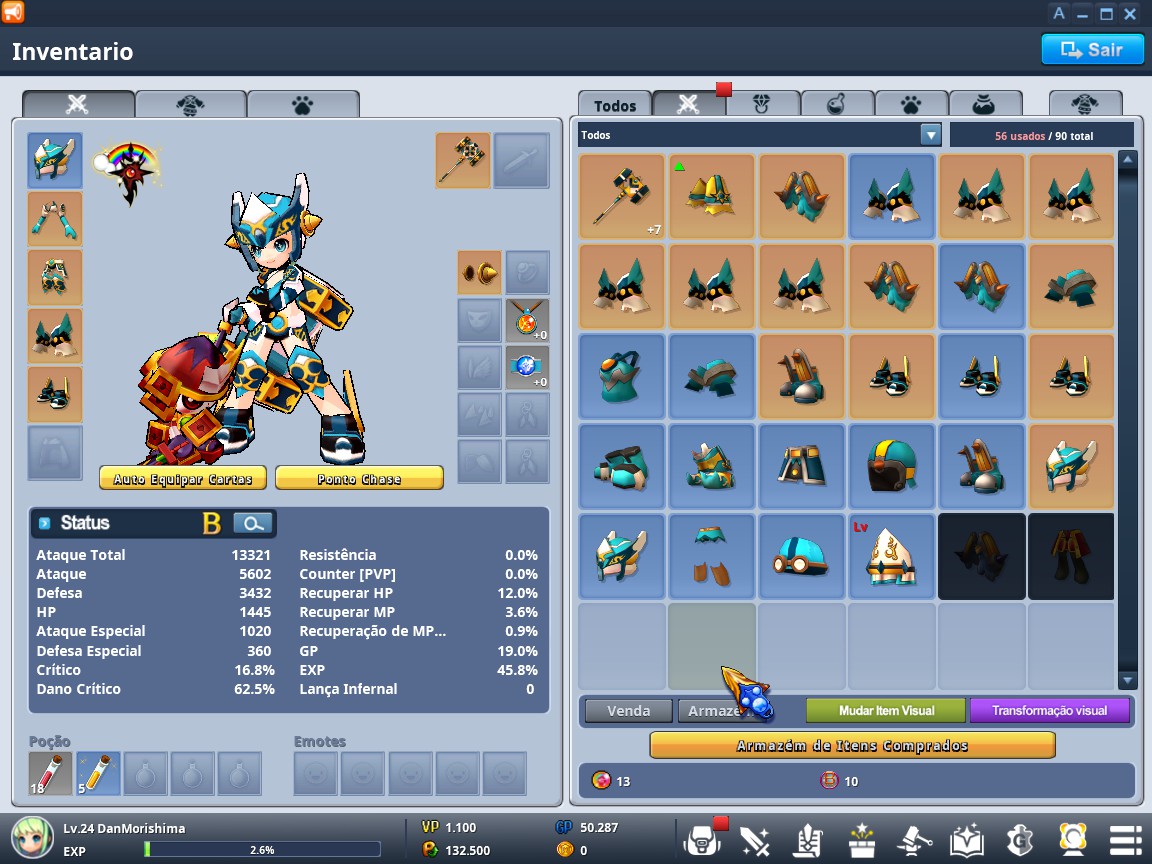 A
Inventario
Sair
Todos
Todos
56 usados / 90 total
+7
+0
+0
Auto Equipar Cartas
Ponto Chase
Lv
Status B
Ataque Total 13321
Ataque 5602
Defesa 3432
HP 1445
Ataque Especial 1020
Defesa Especial 360
Crítico 16.8%
Dano Crítico 62.5%
Resistência 0.0%
Counter [PVP] 0.0%
Recuperar HP 12.0%
Recuperar MP 3.6%
Recuperação de MP... 0.9%
GP 19.0%
EXP 45.8%
Lança Infernal 0
Venda
Mudar Item Visual
Transformação visual
Armazém de Itens Comprados
13
10
Poção
18
5
Emotes
Lv.24 DanMorishima
EXP 2.6%
VP 1.100
132.500
GP 50.287
0